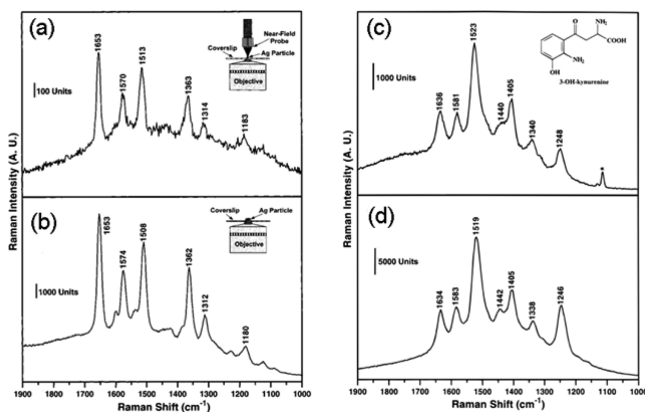 (a)
Near-Field
Probe
Coverslip
Ag Particle
Objective
1653
1570
1513
1363
1314
1183
100 Units
(b)
Coverslip
Ag Particle
Objective
1653
1574
1508
1362
1312
1180
1000 Units
Raman Intensity (A. U.)
1900 1800 1700 1600 1500 1400 1300 1200 1100 1000
Raman Shift (cm-1)
(c)
O
NH2
COOH
NH2
OH
3-OH-kynurenine
1636
1581
1523
1440
1405
1340
1248
*
1000 Units
(d)
1634
1583
1519
1442
1405
1338
1246
5000 Units
Raman Intensity (A. U.)
1900 1800 1700 1600 1500 1400 1300 1200 1100 1000
Raman Shift (cm-1)